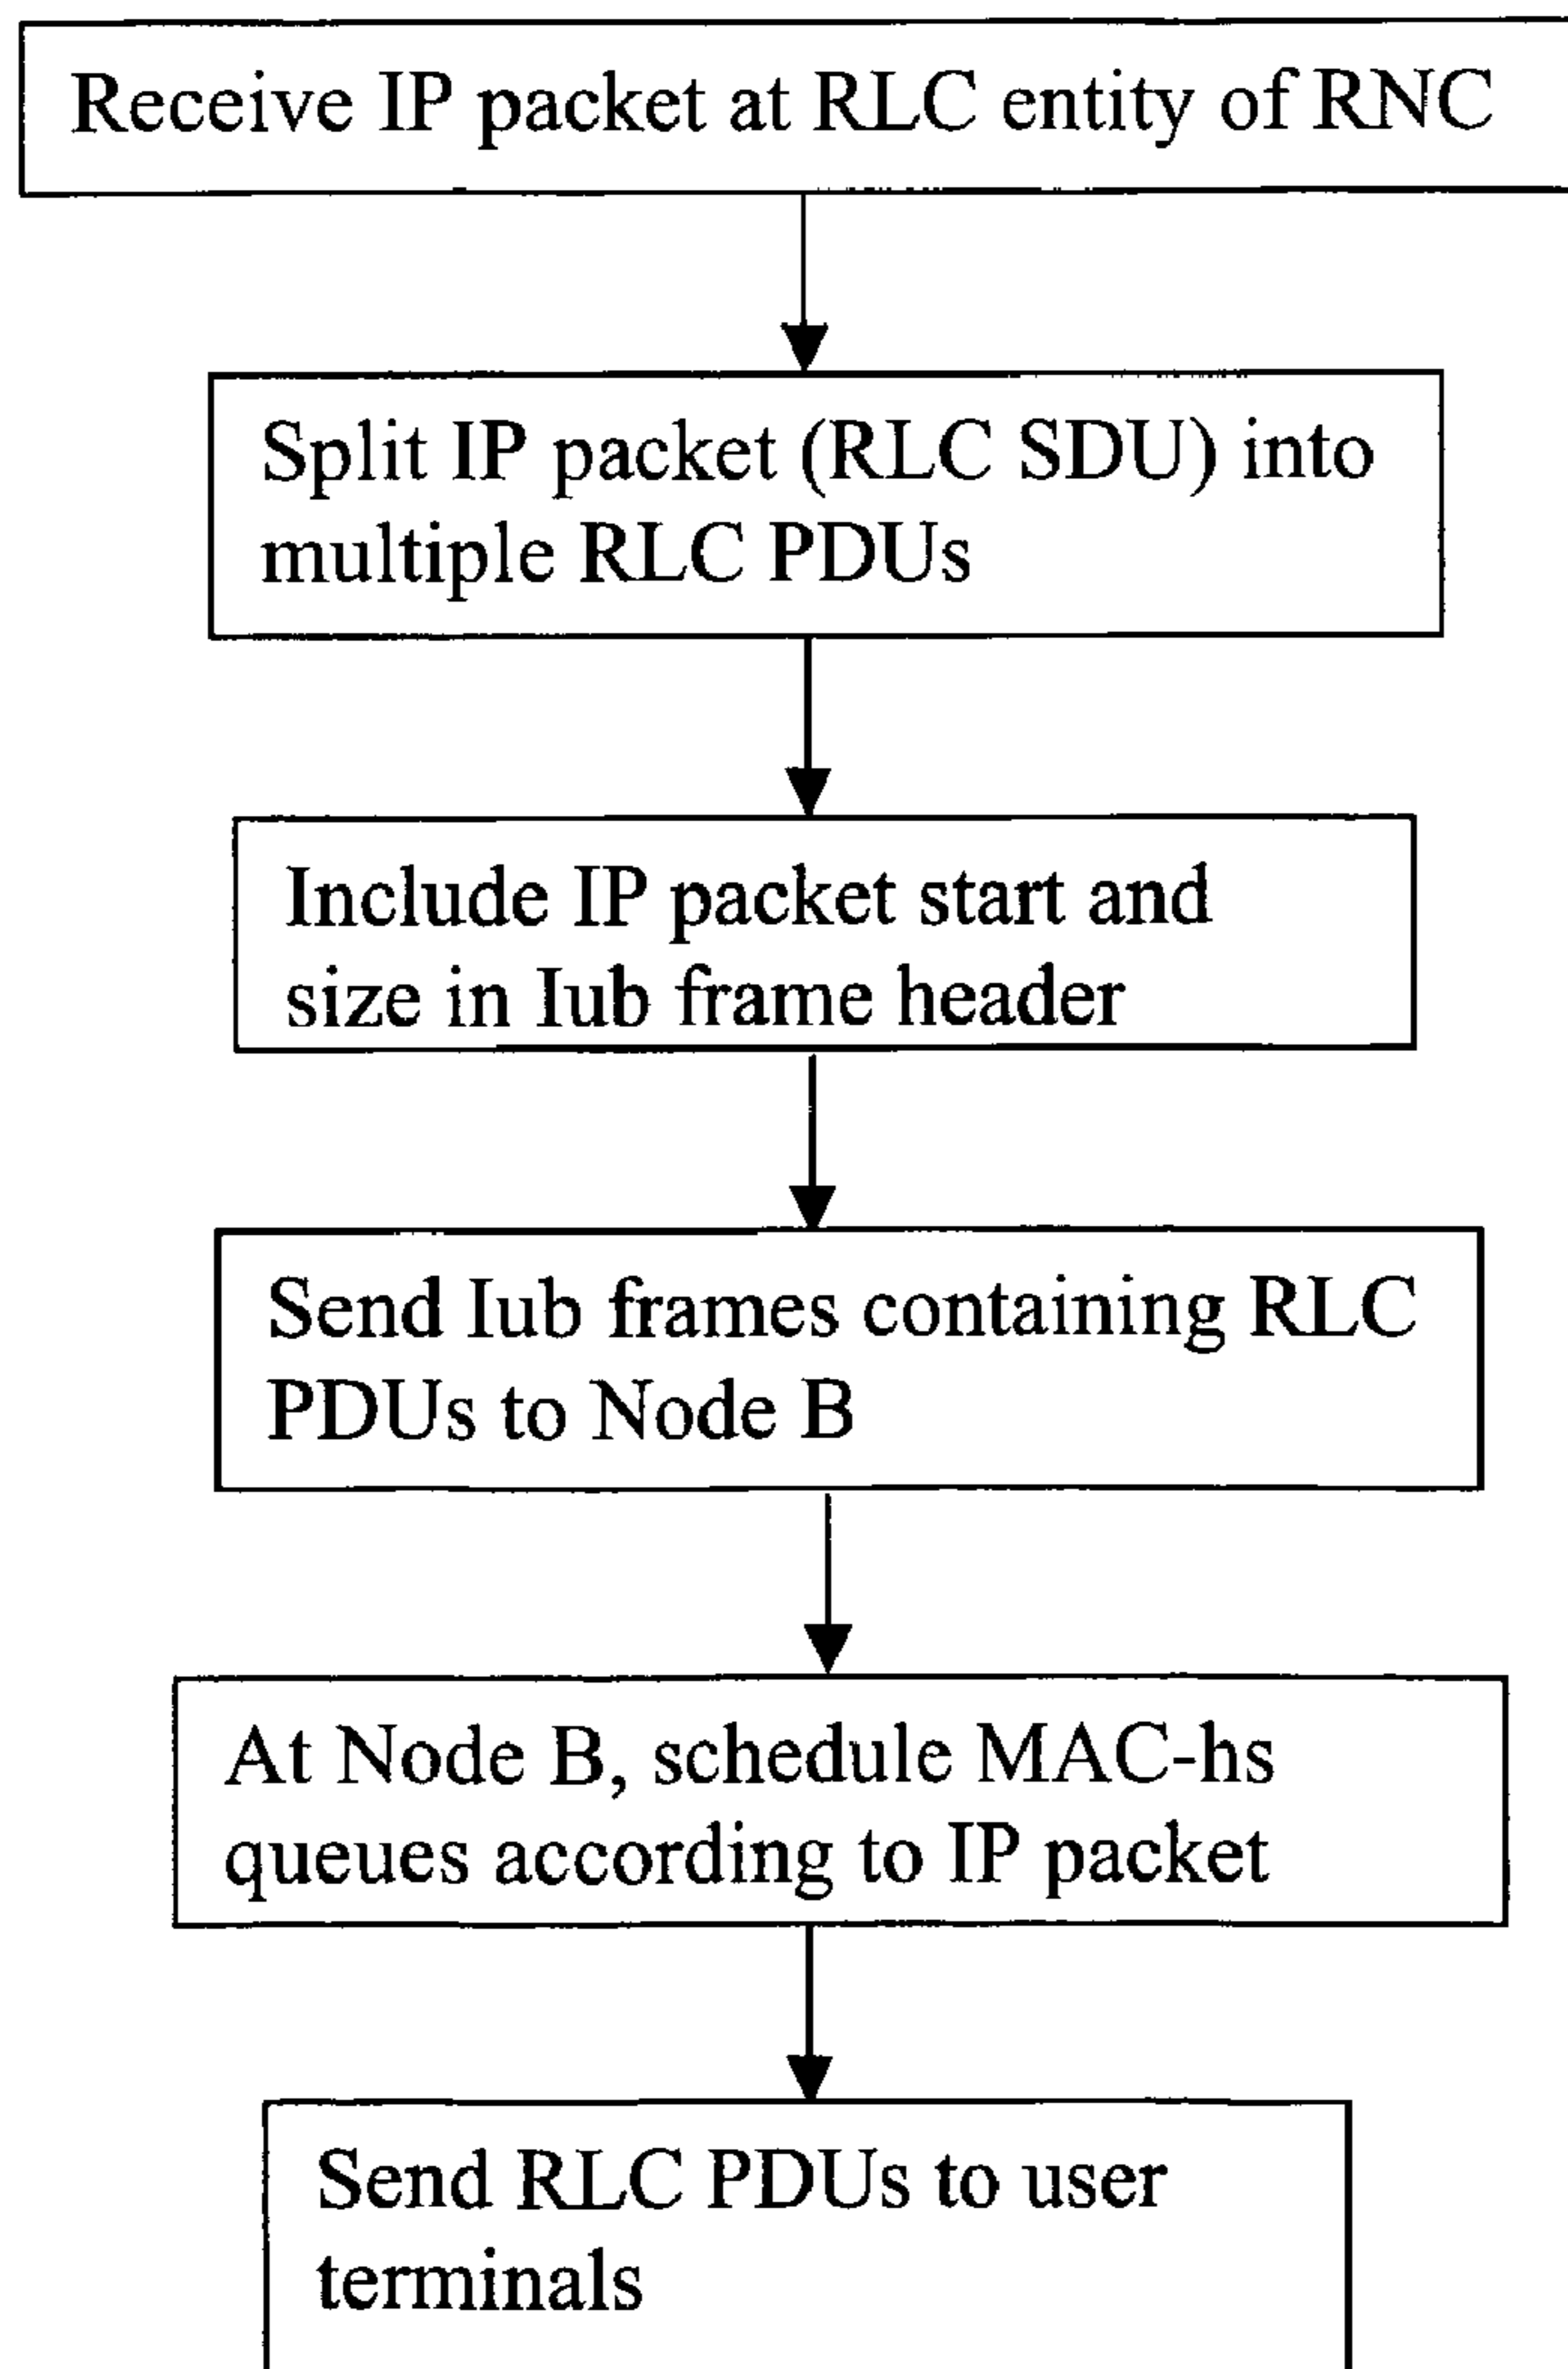 Receive IP packet at RLC entity of RNC
Split IP packet (RLC SDU) into
multiple RLC PDUs
Include IP packet start and
size in Iub frame header
Send Iub frames containing RLC
PDUs to Node B
At Node B, schedule MAC-hs
queues according to IP packet
Send RLC PDUs to user
terminals